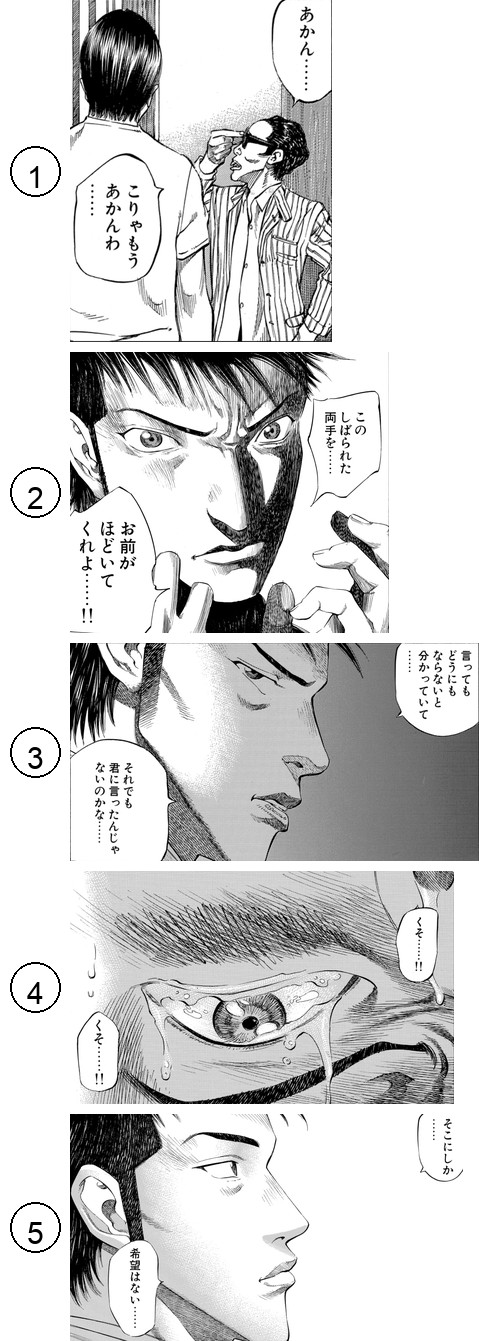 1
あかん……
こりゃもう
あかんわ
……
2
この
しばられた
両手を……
お前が
ほどいて
くれよ……!!
3
言っても
どうにも
ならないと
分かっていて
……
それでも
君に言ったんじゃ
ないのかな……
4
くそ……!!
くそ……!!
5
そこにしか
……
希望はない……